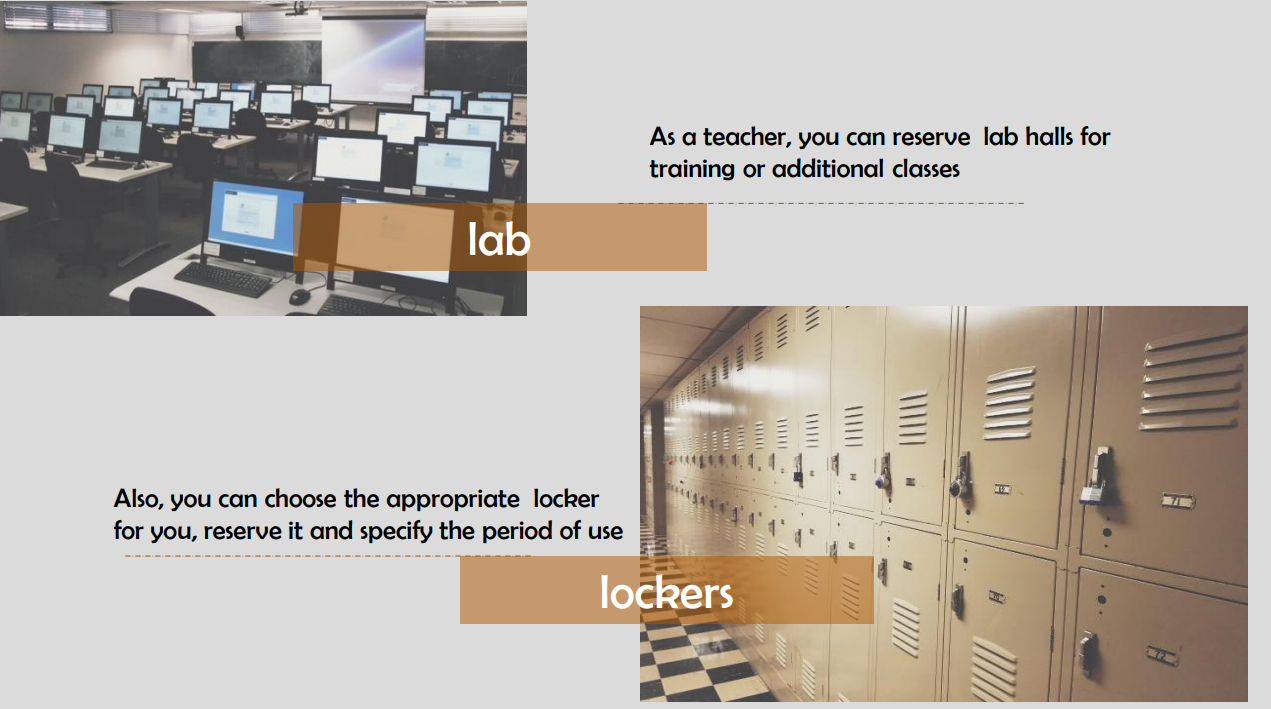 As a teacher, you can reserve lab halls for
training or additional classes
lab
Also, you can choose the appropriate locker
for you, reserve it and specify the period of use
lockers